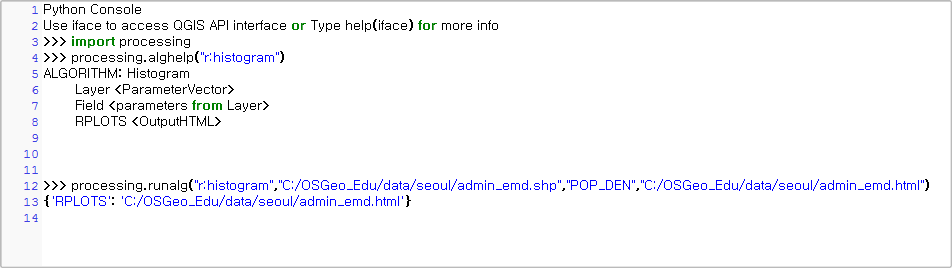 1 Python Console
2 Use iface to access QGIS API interface or Type help(iface) for more info
3 >>> import processing
4 >>> processing.alghelp("r:histogram")
5 ALGORITHM: Histogram
6 Layer <ParameterVector>
7 Field <parameters from Layer>
8 RPLOTS <OutputHTML>
9
10
11
12 >>> processing.runalg("r:histogram","C:/OSGeo_Edu/data/seoul/admin_emd.shp","POP_DEN","C:/OSGeo_Edu/data/seoul/admin_emd.html")
13 {'RPLOTS': 'C:/OSGeo_Edu/data/seoul/admin_emd.html'}
14